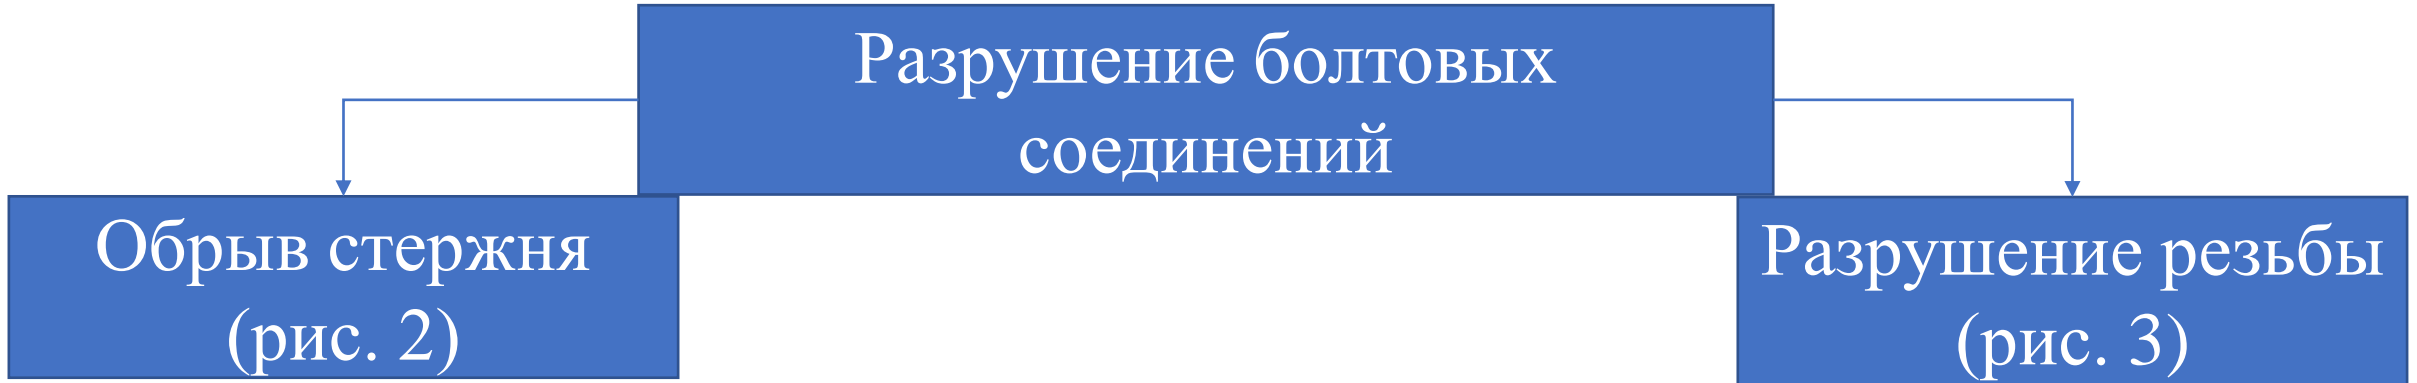 Разрушение болтовых
соединений
Обрыв стержня
(рис. 2)
Разрушение резьбы
(рис. 3)